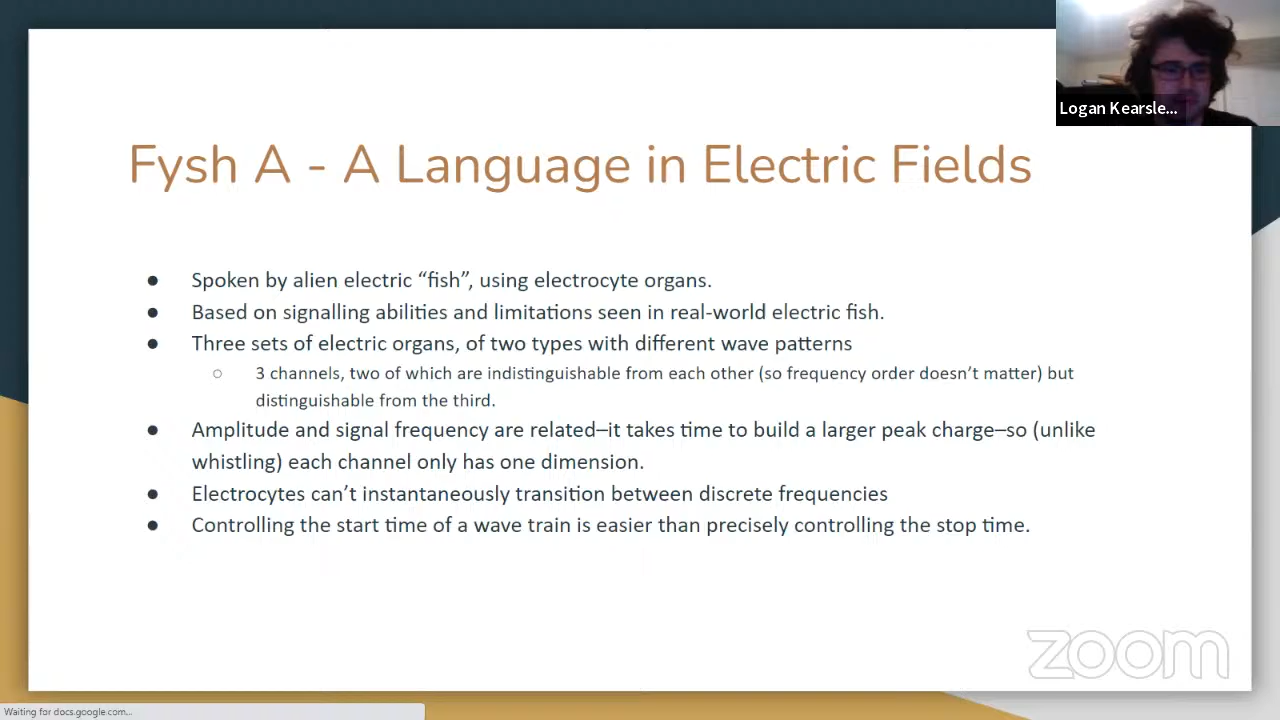 Logan Kearsle...
Fysh A - A Language in Electric Fields
● Spoken by alien electric “fish”, using electrocyte organs.
● Based on signalling abilities and limitations seen in real-world electric fish.
● Three sets of electric organs, of two types with different wave patterns
○ 3 channels, two of which are indistinguishable from each other (so frequency order doesn’t matter) but
distinguishable from the third.
● Amplitude and signal frequency are related–it takes time to build a larger peak charge–so (unlike
whistling) each channel only has one dimension.
● Electrocytes can’t instantaneously transition between discrete frequencies
● Controlling the start time of a wave train is easier than precisely controlling the stop time.
zoom
Waiting for docs.google.com...